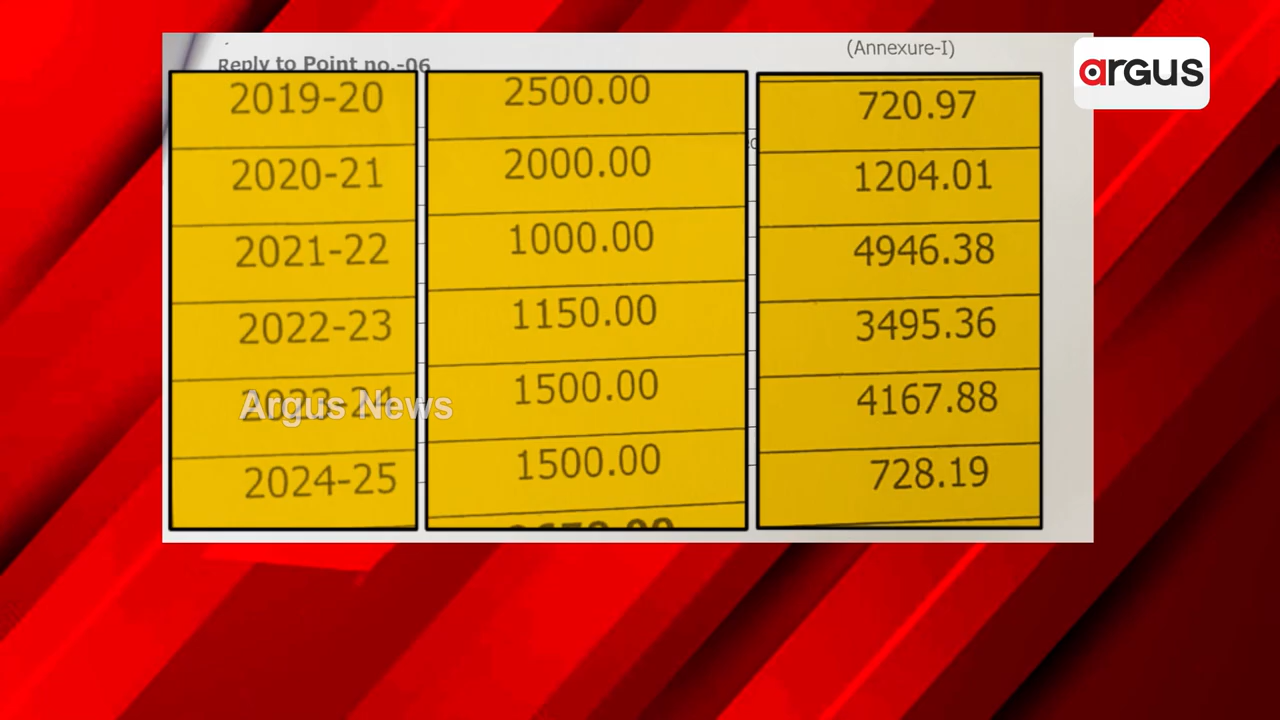 (Annexure-I)
argus
Reply to Point no.-06
2019-20 2500.00 720.97
2020-21 2000.00 1204.01
2021-22 1000.00 4946.38
2022-23 1150.00 3495.36
2023-24 1500.00 4167.88
Argus News
2024-25 1500.00 728.19